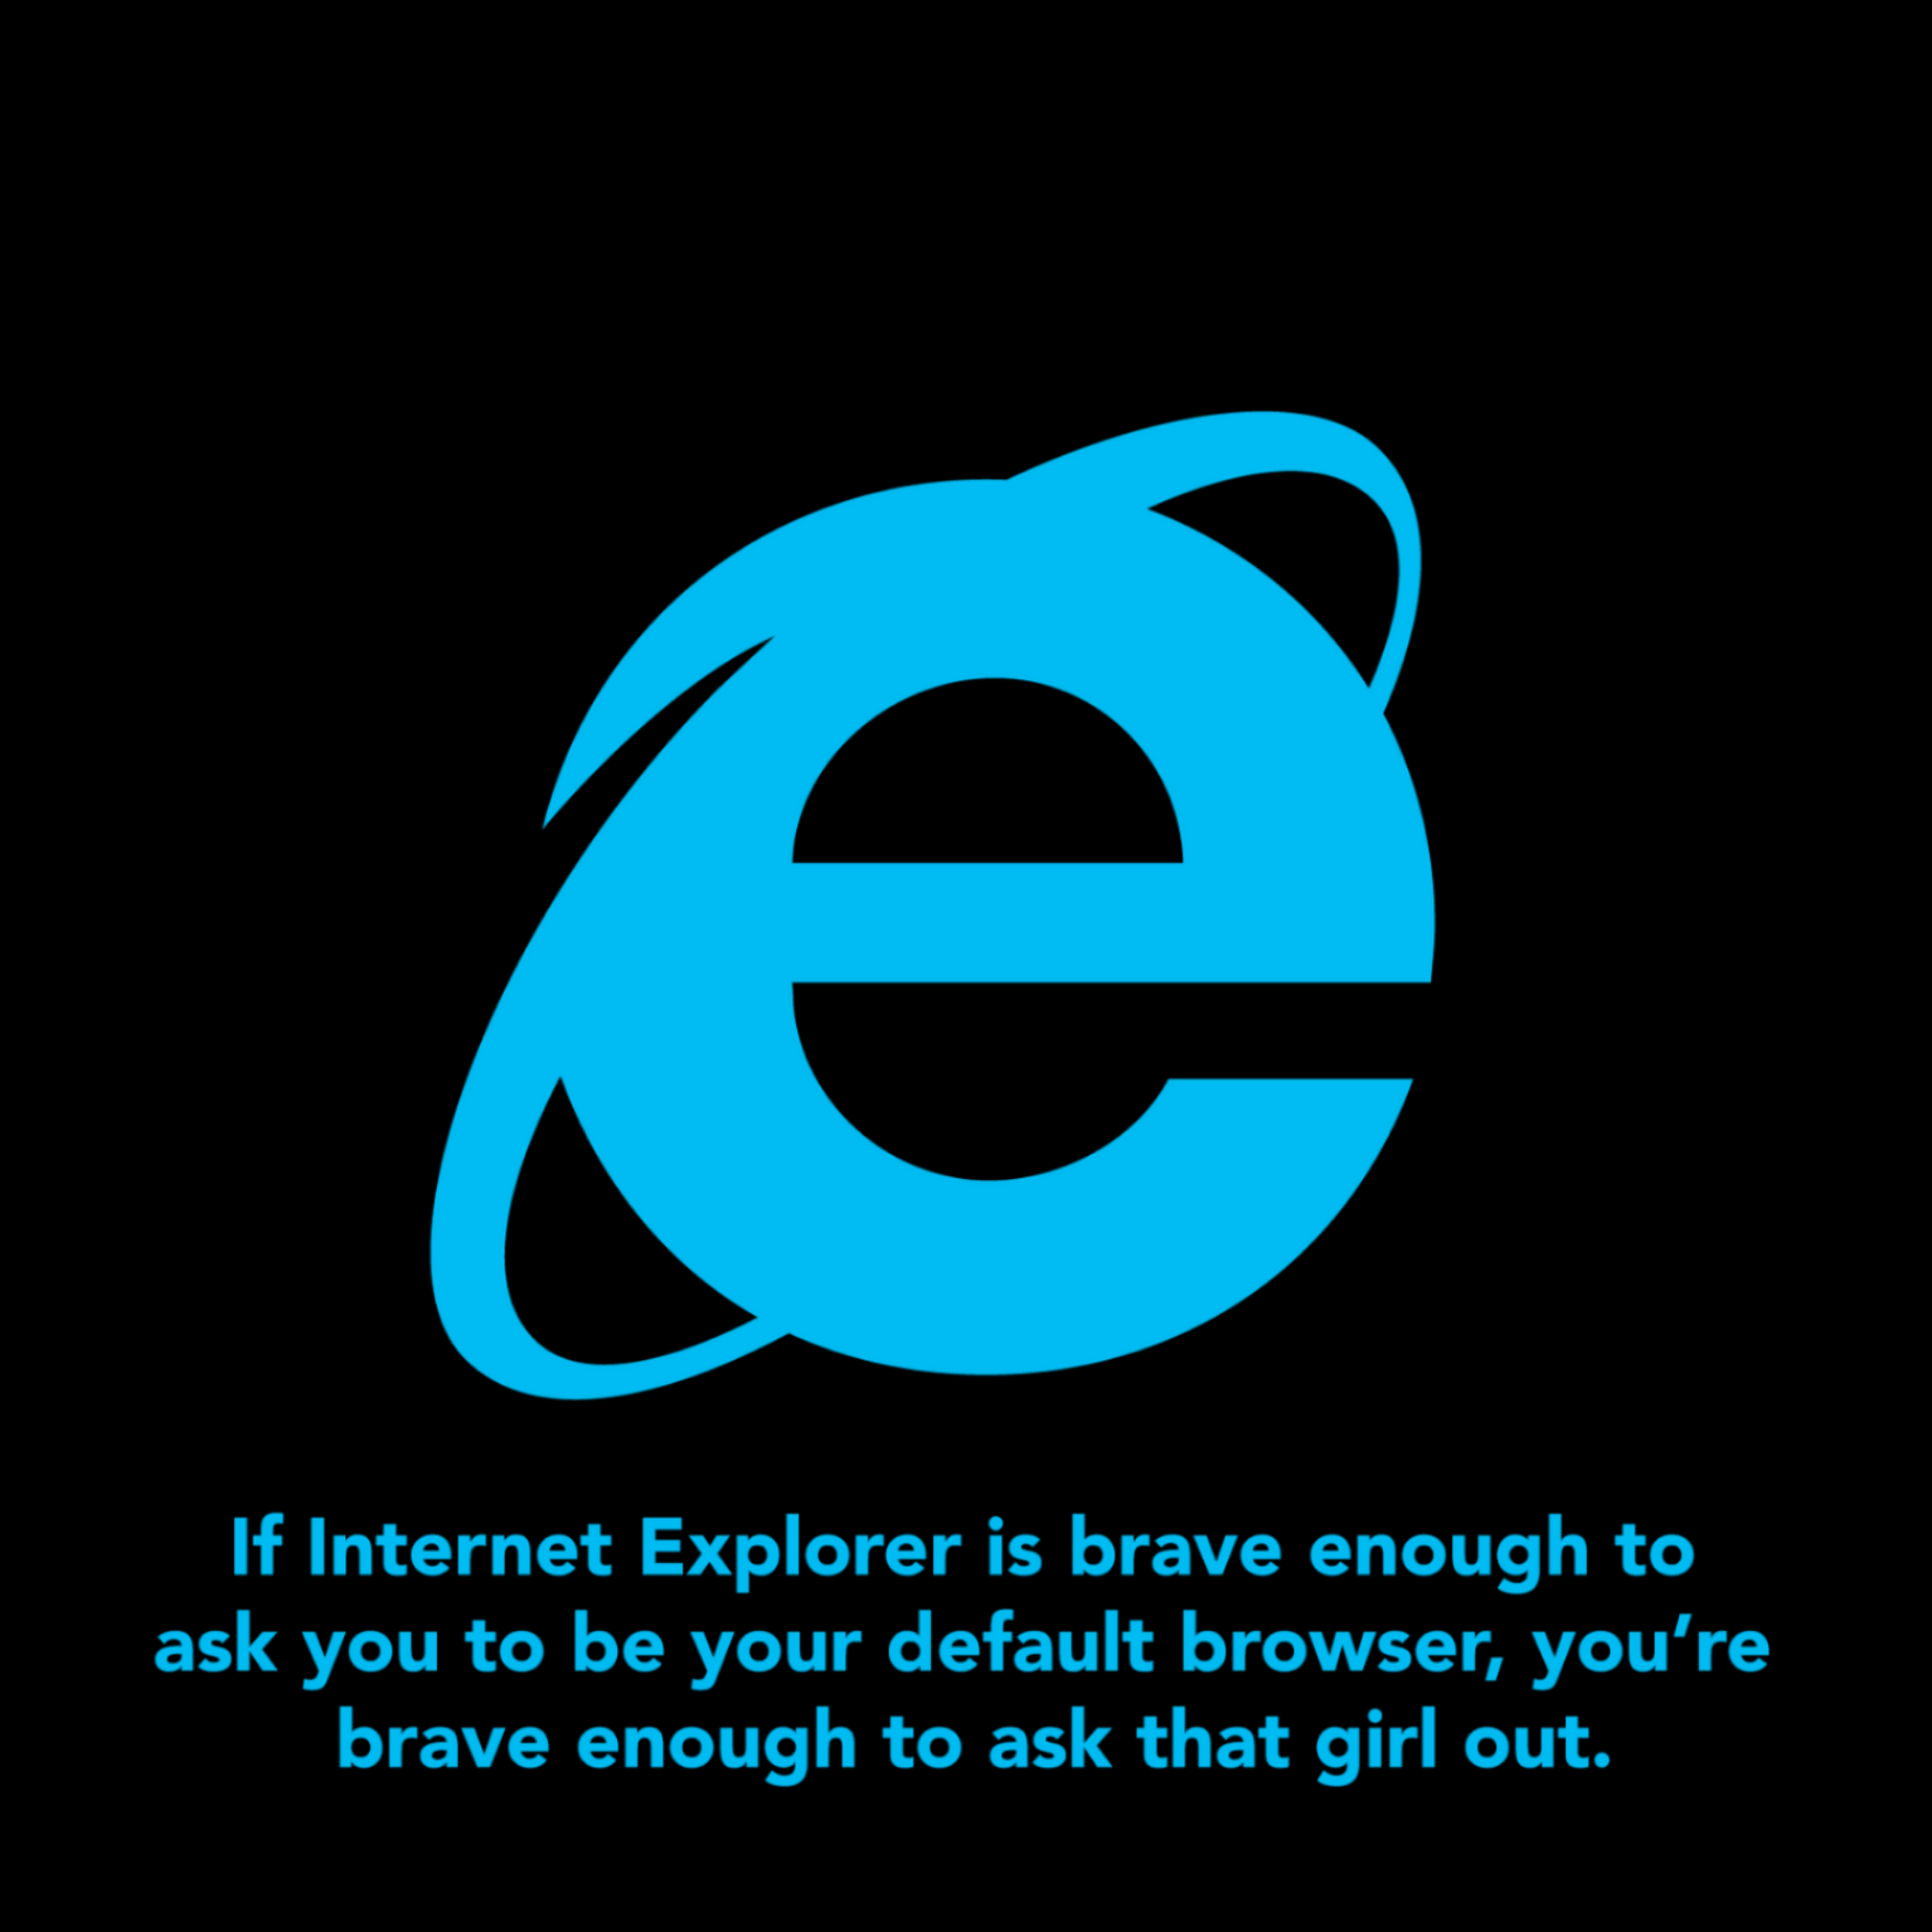 If Internet Explorer is brave enough to
ask you to be your default browser, you're
brave enough to ask that girl out.